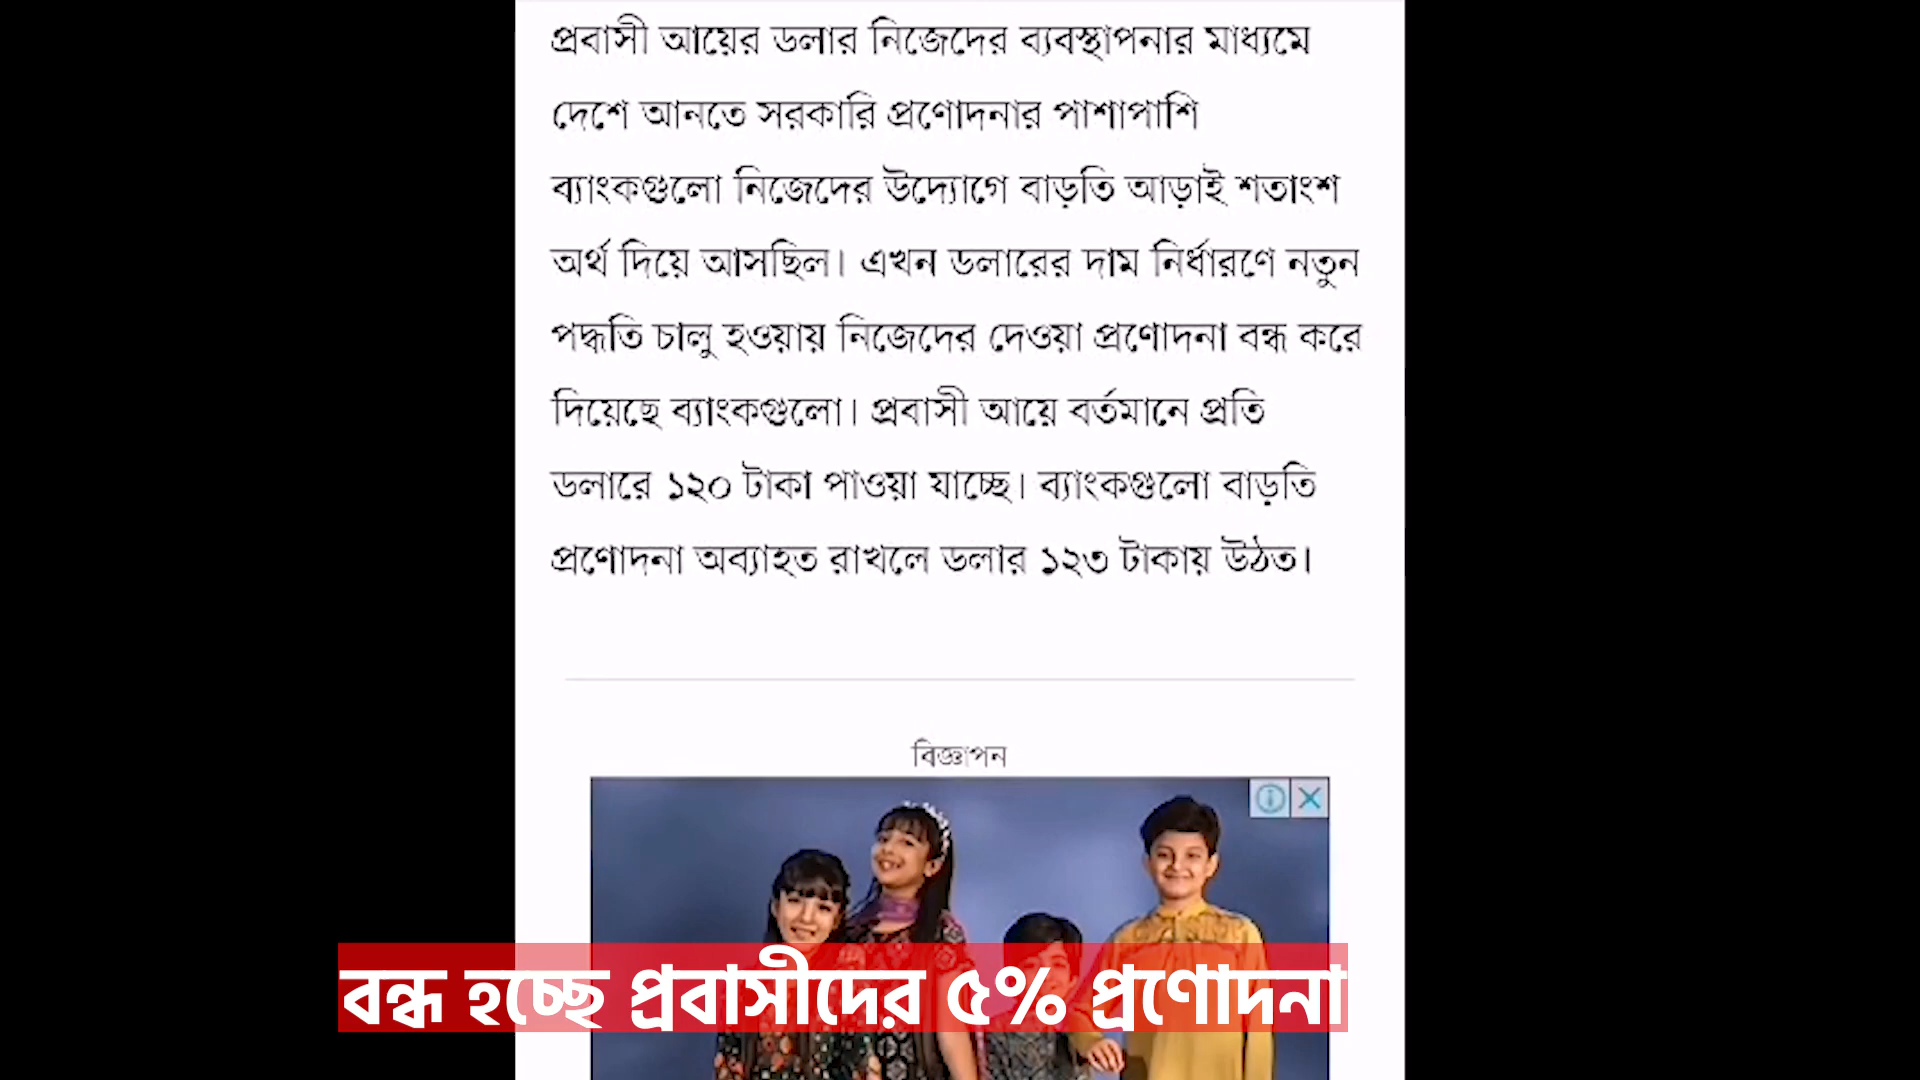 প্রবাসী আয়ের ডলার নিজেদের ব্যবস্থাপনার মাধ্যমে
দেশে আনতে সরকারি প্রণোদনার পাশাপাশি
ব্যাংকগুলো নিজেদের উদ্যোগে বাড়তি আড়াই শতাংশ
অর্থ দিয়ে আসছিল। এখন ডলারের দাম নির্ধারণে নতুন
পদ্ধতি চালু হওয়ায় নিজেদের দেওয়া প্রণোদনা বন্ধ করে
দিয়েছে ব্যাংকগুলো। প্রবাসী আয়ে বর্তমানে প্রতি
ডলারে ১২০ টাকা পাওয়া যাচ্ছে। ব্যাংকগুলো বাড়তি
প্রণোদনা অব্যাহত রাখলে ডলার ১২৩ টাকায় উঠত।
বিজ্ঞাপন
বন্ধ হচ্ছে প্রবাসীদের ৫% প্রণোদনা